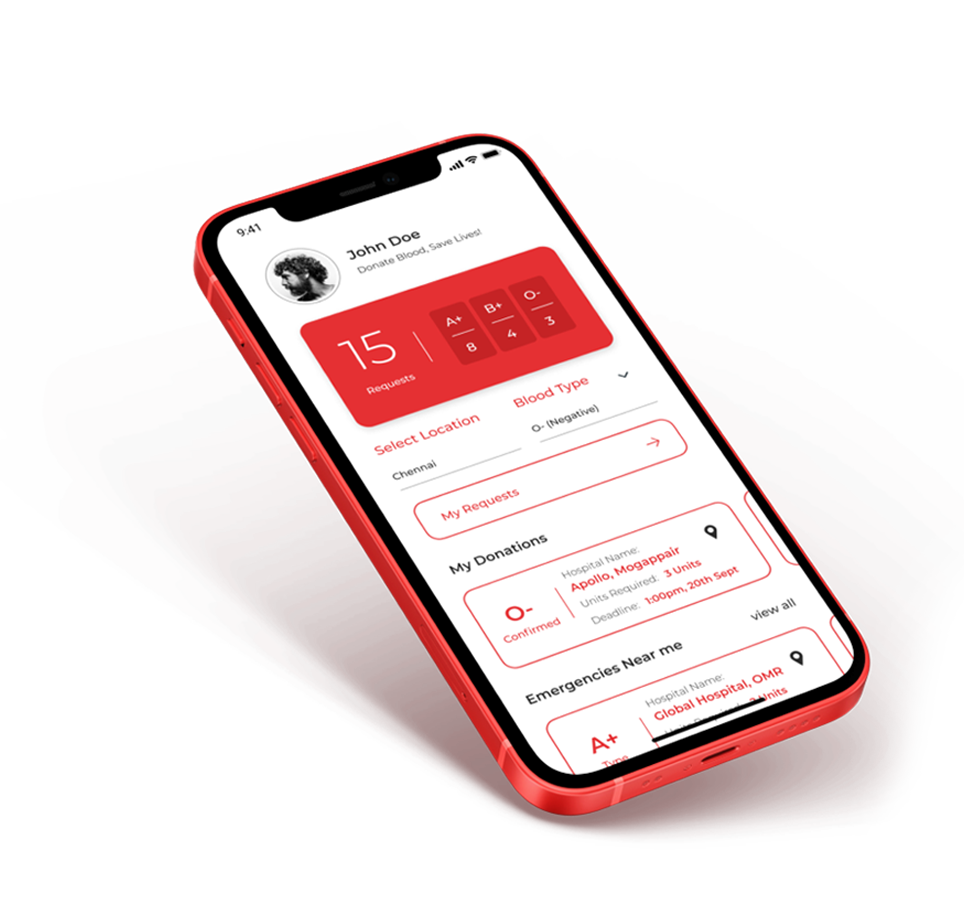 9:41
John Doe
Donate Blood, Save Lives!
15
Requests
A+
8
B+
4
O-
3
Select Location
Chennai
Blood Type
O- (Negative)
My Requests
My Donations
O-
Confirmed
Hospital Name:
Apollo, Mogappair
Units Required: 3 Units
Deadline: 1:00pm, 20th Sept
Emergencies Near me
view all
A+
Type
Hospital Name:
Global Hospital, OMR
Units